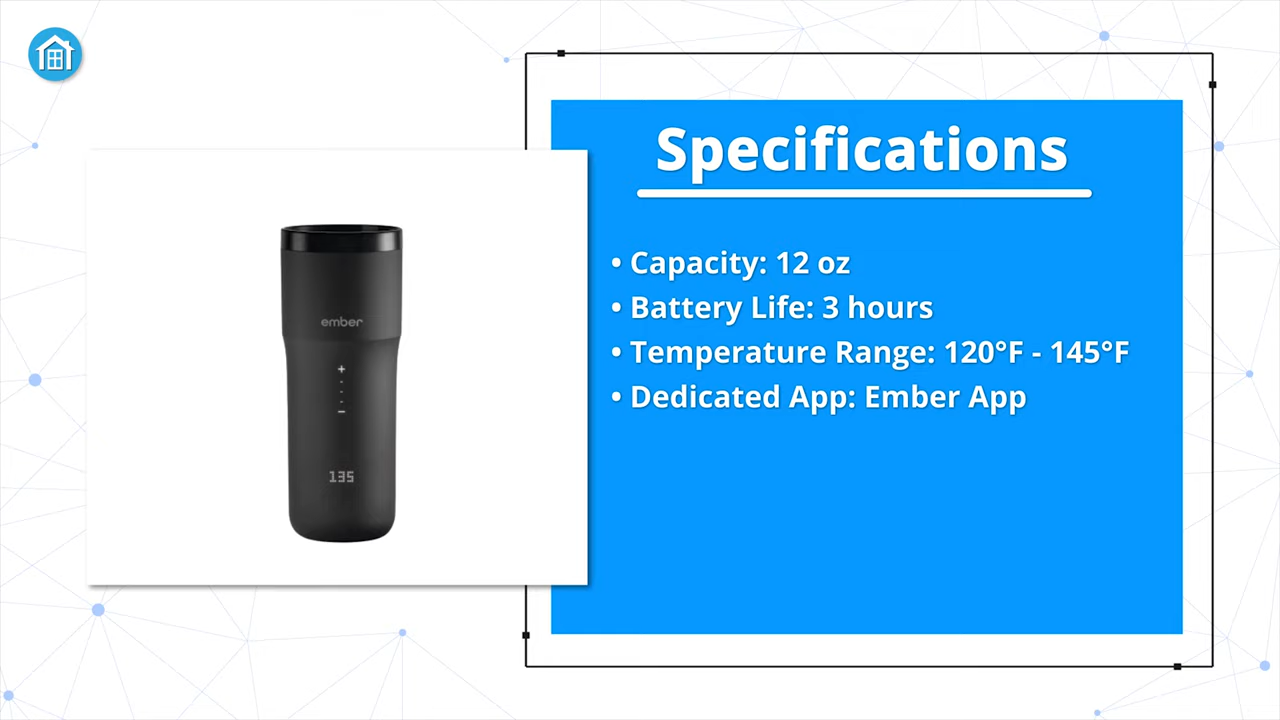 Specifications
• Capacity: 12 oz
• Battery Life: 3 hours
• Temperature Range: 120°F - 145°F
• Dedicated App: Ember App
ember
+
−
135